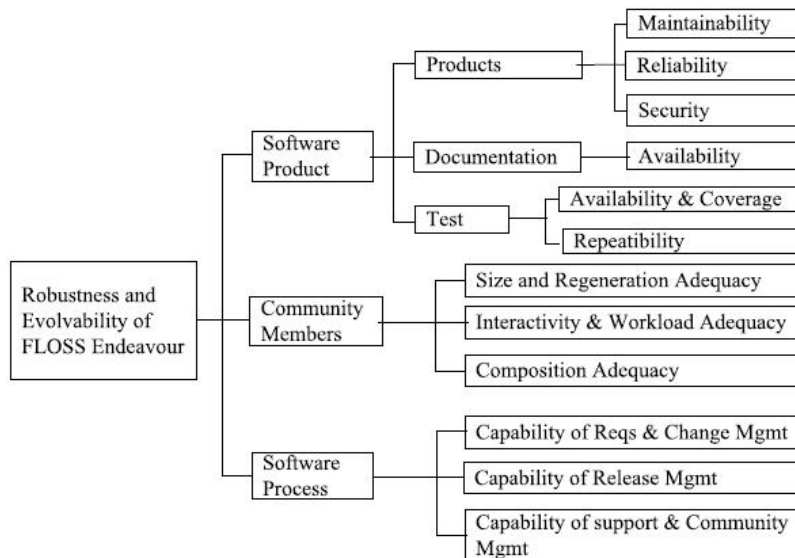 Robustness and
Evolvability of
FLOSS Endeavour
Software
Product
Products
Maintainability
Reliability
Security
Documentation
Availability
Test
Availability & Coverage
Repeatibility
Community
Members
Size and Regeneration Adequacy
Interactivity & Workload Adequacy
Composition Adequacy
Software
Process
Capability of Reqs & Change Mgmt
Capability of Release Mgmt
Capability of support & Community
Mgmt